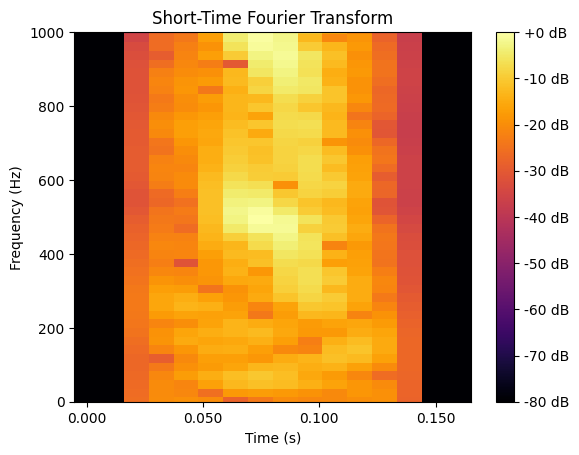 Short-Time Fourier Transform
Frequency (Hz)
1000
800
600
400
200
0
0.000
0.050
0.100
0.150
Time (s)
+0 dB
-10 dB
-20 dB
-30 dB
-40 dB
-50 dB
-60 dB
-70 dB
-80 dB